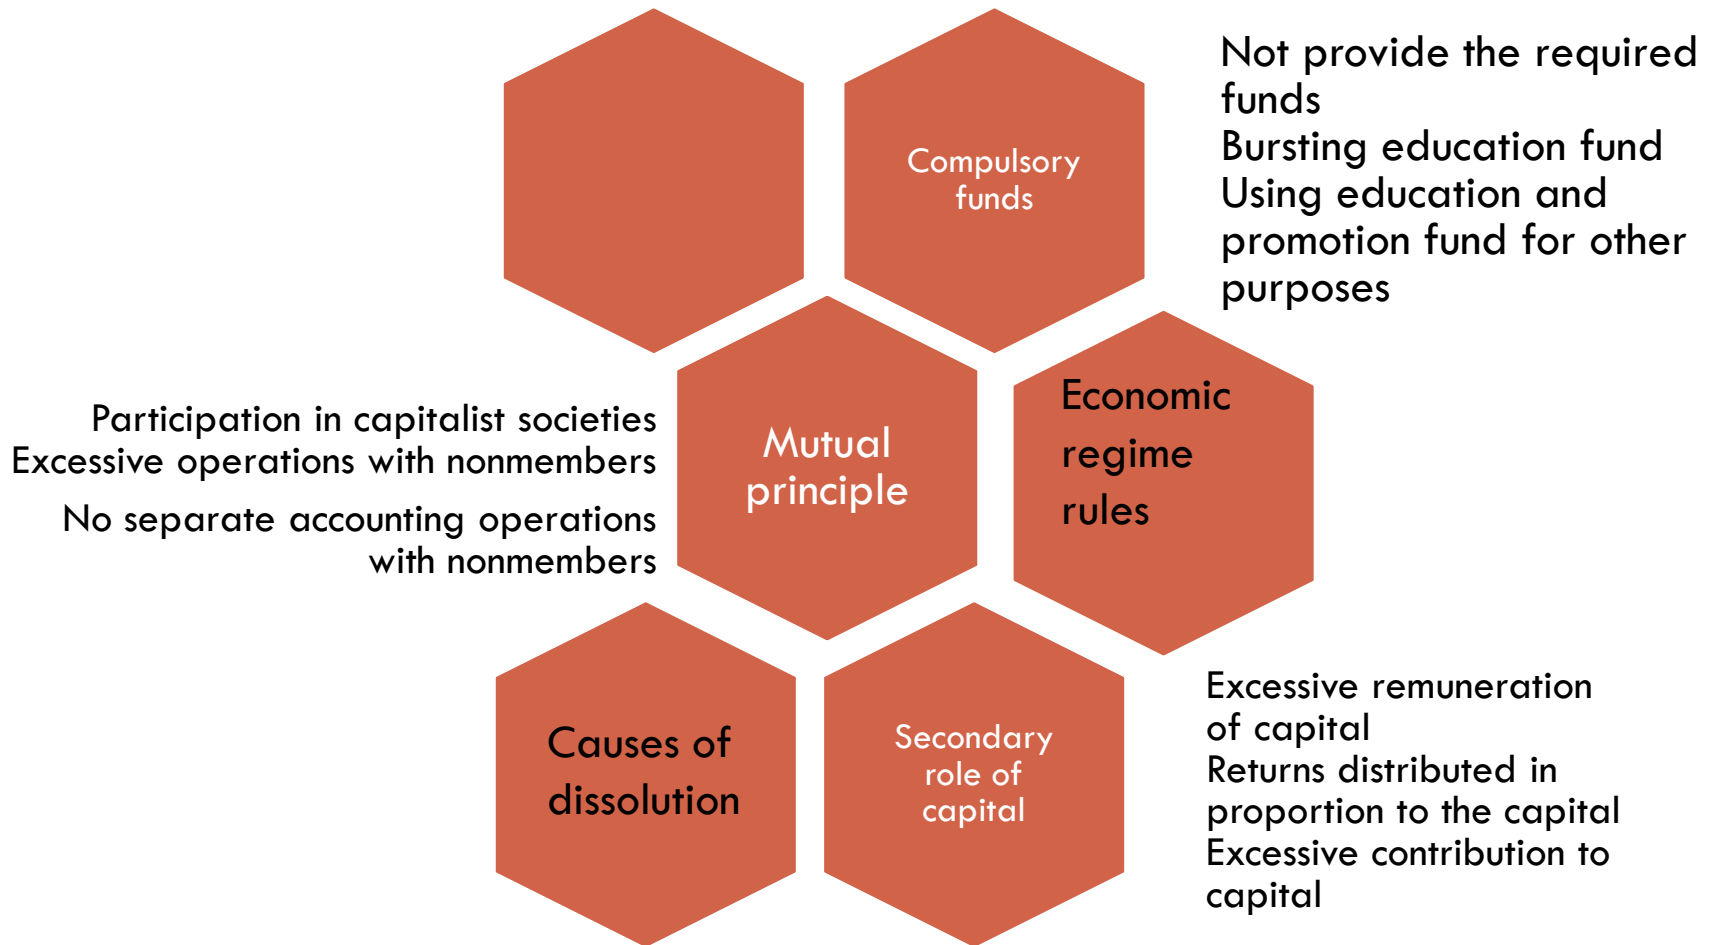 Compulsory
funds
Not provide the required
funds
Bursting education fund
Using education and
promotion fund for other
purposes
Participation in capitalist societies
Excessive operations with nonmembers
No separate accounting operations
with nonmembers
Mutual
principle
Economic
regime
rules
Causes of
dissolution
Secondary
role of
capital
Excessive remuneration
of capital
Returns distributed in
proportion to the capital
Excessive contribution to
capital